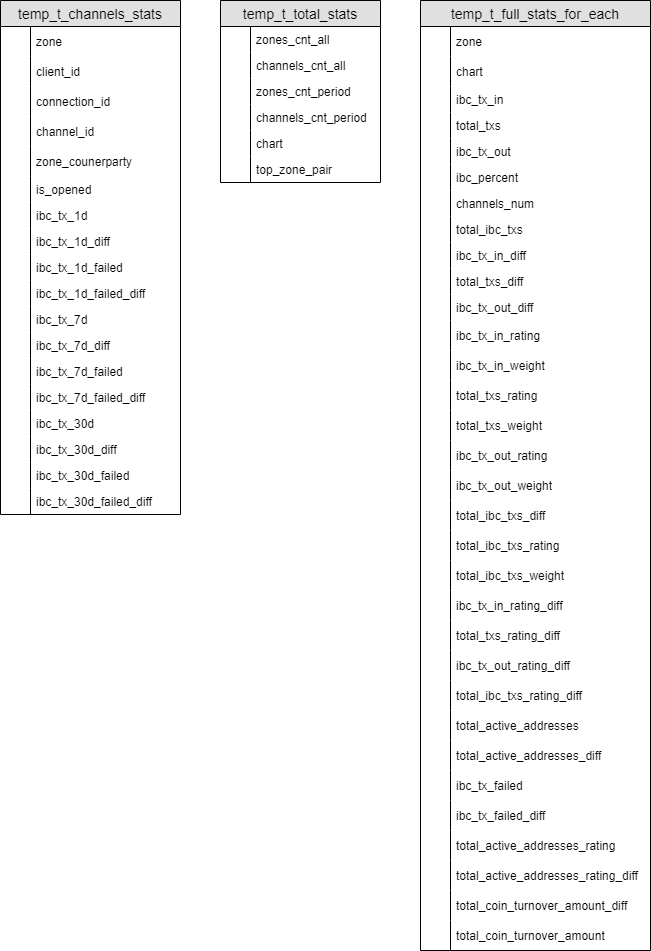 temp_t_channels_stats
zone
client_id
connection_id
channel_id
zone_counerparty
is_opened
ibc_tx_1d
ibc_tx_1d_diff
ibc_tx_1d_failed
ibc_tx_1d_failed_diff
ibc_tx_7d
ibc_tx_7d_diff
ibc_tx_7d_failed
ibc_tx_7d_failed_diff
ibc_tx_30d
ibc_tx_30d_diff
ibc_tx_30d_failed
ibc_tx_30d_failed_diff
temp_t_total_stats
zones_cnt_all
channels_cnt_all
zones_cnt_period
channels_cnt_period
chart
top_zone_pair
temp_t_full_stats_for_each
zone
chart
ibc_tx_in
total_txs
ibc_tx_out
ibc_percent
channels_num
total_ibc_txs
ibc_tx_in_diff
total_txs_diff
ibc_tx_out_diff
ibc_tx_in_rating
ibc_tx_in_weight
total_txs_rating
total_txs_weight
ibc_tx_out_rating
ibc_tx_out_weight
total_ibc_txs_diff
total_ibc_txs_rating
total_ibc_txs_weight
ibc_tx_in_rating_diff
total_txs_rating_diff
ibc_tx_out_rating_diff
total_ibc_txs_rating_diff
total_active_addresses
total_active_addresses_diff
ibc_tx_failed
ibc_tx_failed_diff
total_active_addresses_rating
total_active_addresses_rating_diff
total_coin_turnover_amount_diff
total_coin_turnover_amount